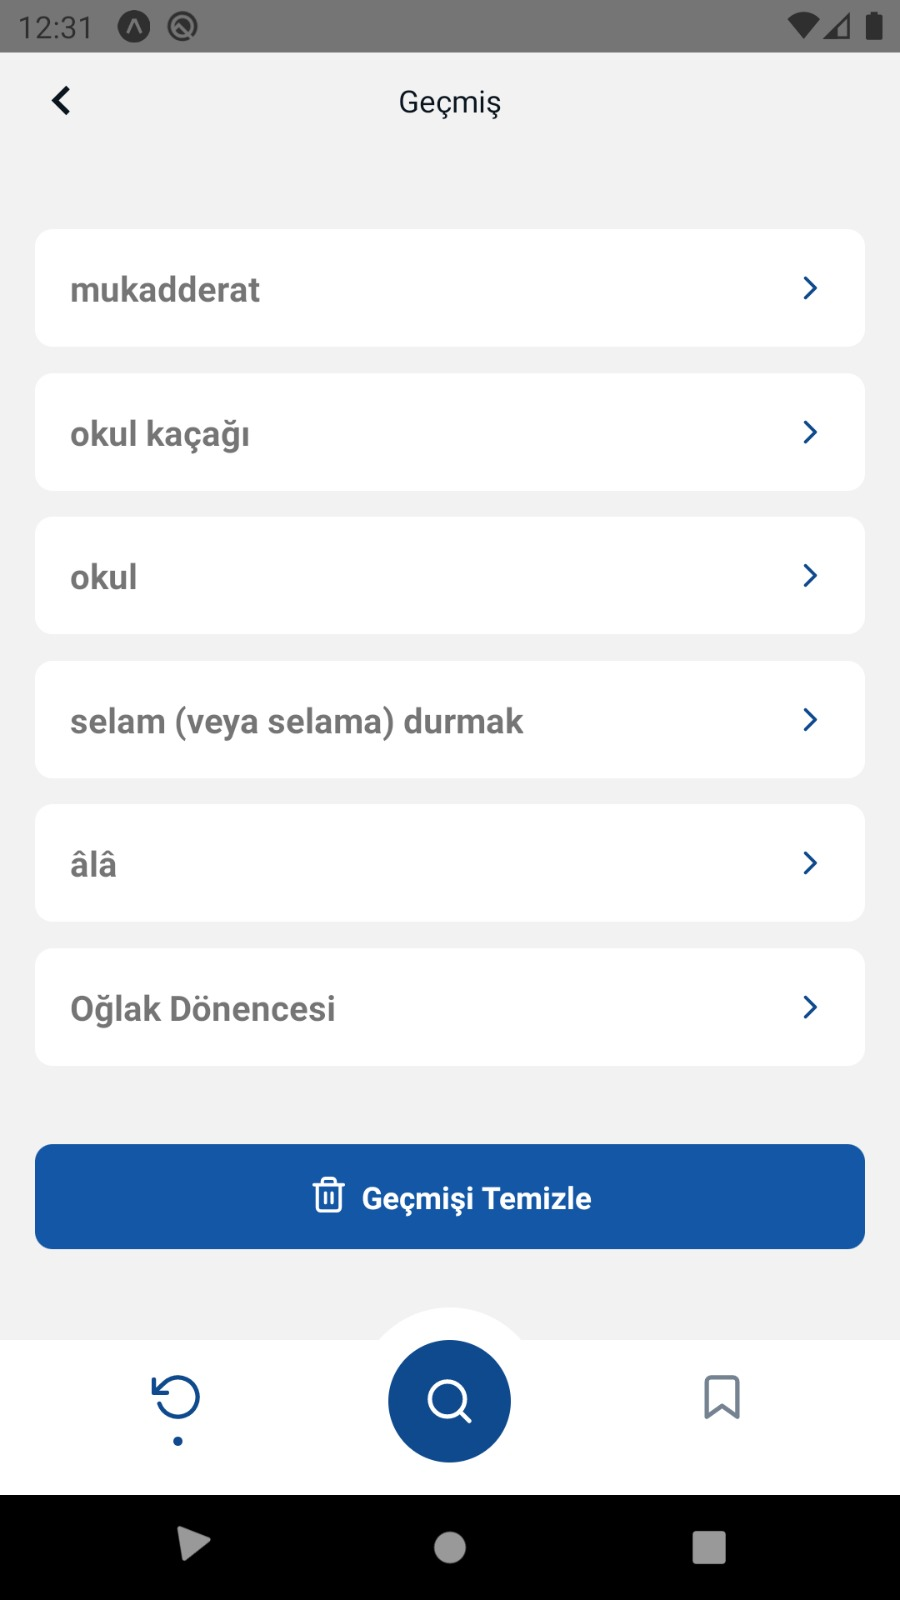 12:31
Geçmiş
mukadderat
okul kaçağı
okul
selam (veya selama) durmak
âlâ
Oğlak Dönencesi
Geçmişi Temizle